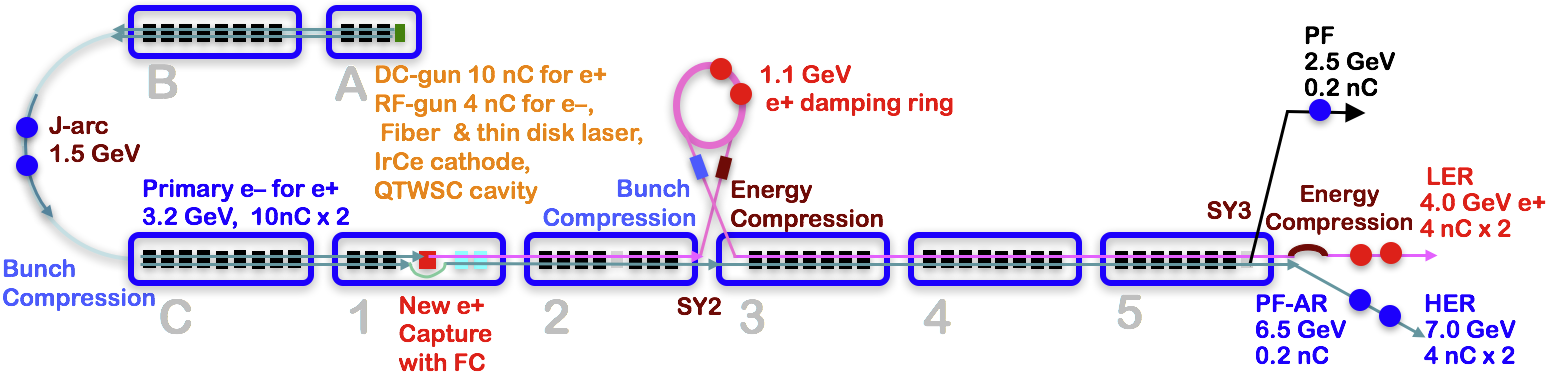 B
A
DC-gun 10 nC for e+
RF-gun 4 nC for e–,
Fiber & thin disk laser,
IrCe cathode,
QTWSC cavity
J-arc
1.5 GeV
1.1 GeV
e+ damping ring
PF
2.5 GeV
0.2 nC
Primary e– for e+
3.2 GeV, 10nC x 2
Bunch
Compression
Energy
Compression
SY3
Energy
Compression
LER
4.0 GeV e+
4 nC x 2
Bunch
Compression
C
1
New e+
Capture
with FC
2
SY2
3
4
5
PF-AR
6.5 GeV
0.2 nC
HER
7.0 GeV
4 nC x 2